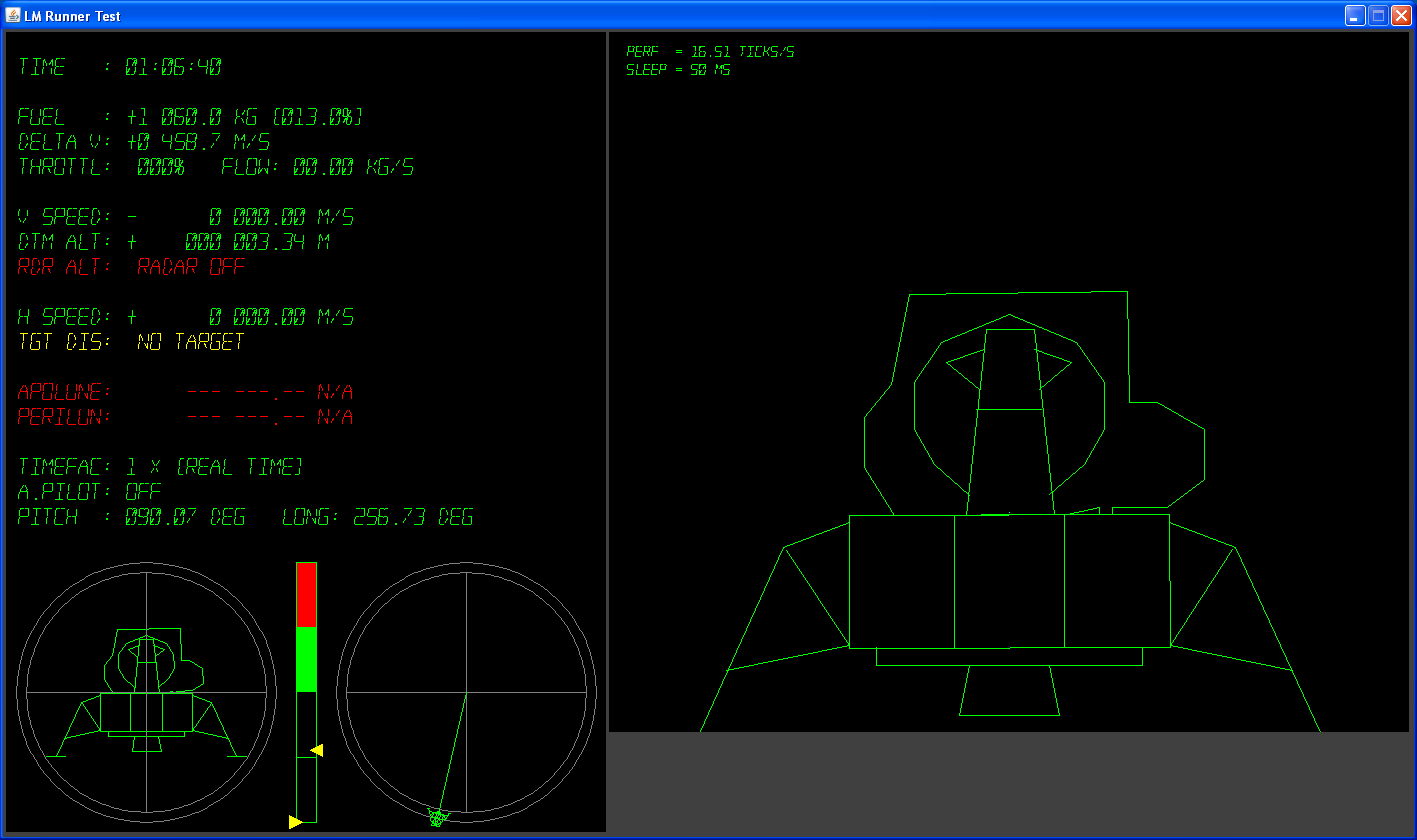 LM Runner Test
TIME : 01:06:40
FUEL : +1 060.0 KG (013.0%)
DELTA V: +0 458.7 M/S
THROTTL: 000% FLOW: 00.00 KG/S
V SPEED: - 0 000.00 M/S
DTM ALT: + 000 003.34 M
RDR ALT: RADAR OFF
H SPEED: + 0 000.00 M/S
TGT DIS: NO TARGET
APOLUNE: --- ---.-- N/A
PERILUN: --- ---.-- N/A
TIMEFAC: 1 X (REAL TIME)
A.PILOT: OFF
PITCH : 090.07 DEG LONG: 256.73 DEG
PERF = 16.51 TICKS/S
SLEEP = 50 MS